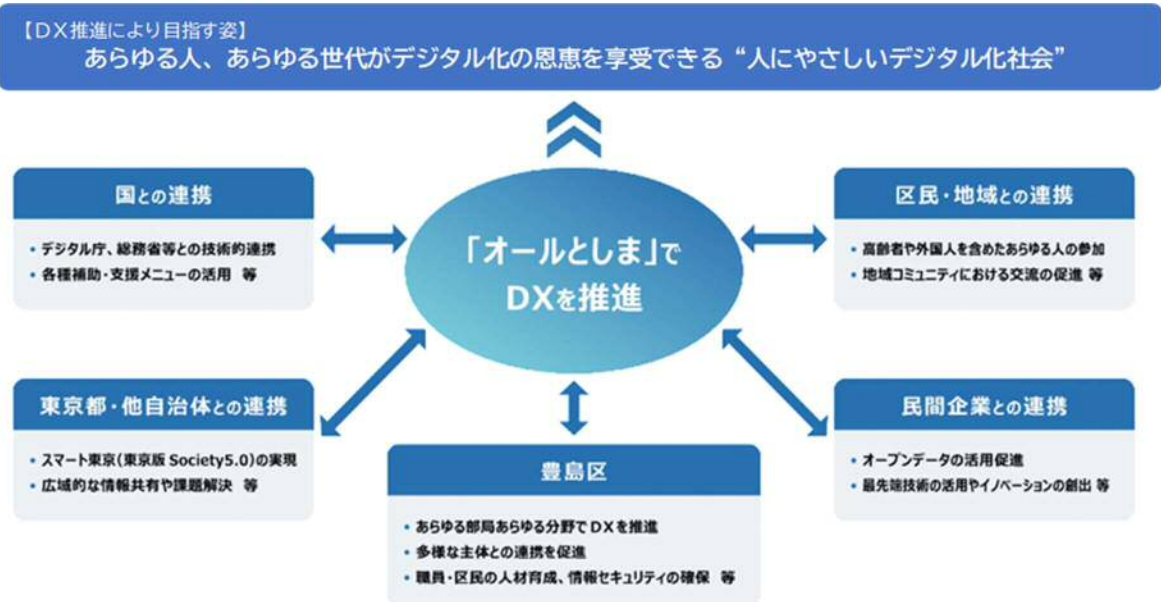 【DX推進により目指す姿】
あらゆる人、あらゆる世代がデジタル化の恩恵を享受できる“人にやさしいデジタル化社会”
国との連携
• デジタル庁、総務省等との技術的連携
• 各種補助・支援メニューの活用 等
「オールとしま」で
DXを推進
区民・地域との連携
• 高齢者や外国人を含めたあらゆる人の参加
• 地域コミュニティにおける交流の促進 等
東京都・他自治体との連携
• スマート東京(東京版 Society5.0)の実現
• 広域的な情報共有や課題解決 等
豊島区
• あらゆる部局あらゆる分野でDXを推進
• 多様な主体との連携を促進
• 職員・区民の人材育成、情報セキュリティの確保 等
民間企業との連携
• オープンデータの活用促進
• 最先端技術の活用やイノベーションの創出 等